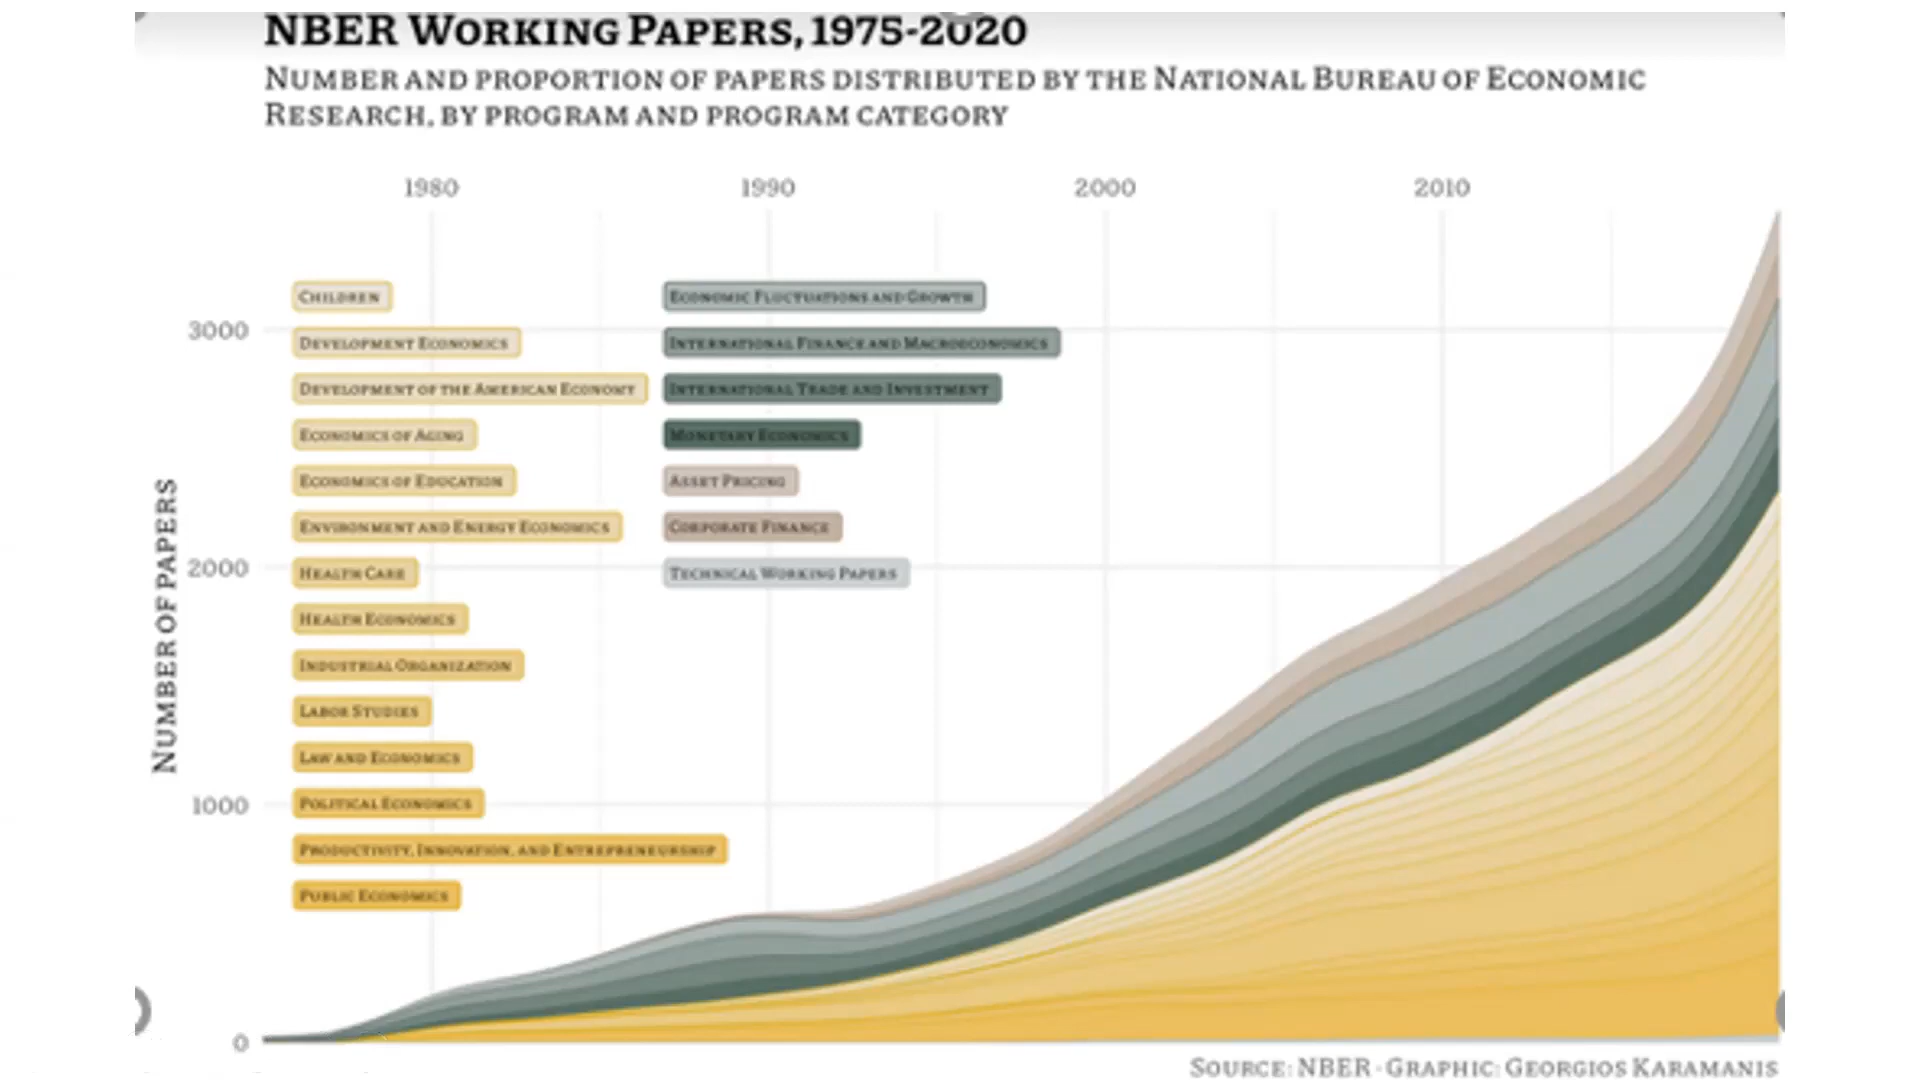 NBER Working Papers, 1975-2020
Number and proportion of papers distributed by the National Bureau of Economic
Research, by program and program category
1980
1990
2000
2010
Children
Development Economics
Development of the American Economy
Economics of Aging
Economics of Education
Environment and Energy Economics
Health Care
Health Economics
Industrial Organization
Labor Studies
Law and Economics
Political Economics
Productivity, Innovation, and Entrepreneurship
Public Economics
Economic Fluctuations and Growth
International Finance and Macroeconomics
International Trade and Investment
Monetary Economics
Asset Pricing
Corporate Finance
Technical Working Papers
Number of papers
3000
2000
1000
0
Source: NBER · Graphic: Georgios Karamanis